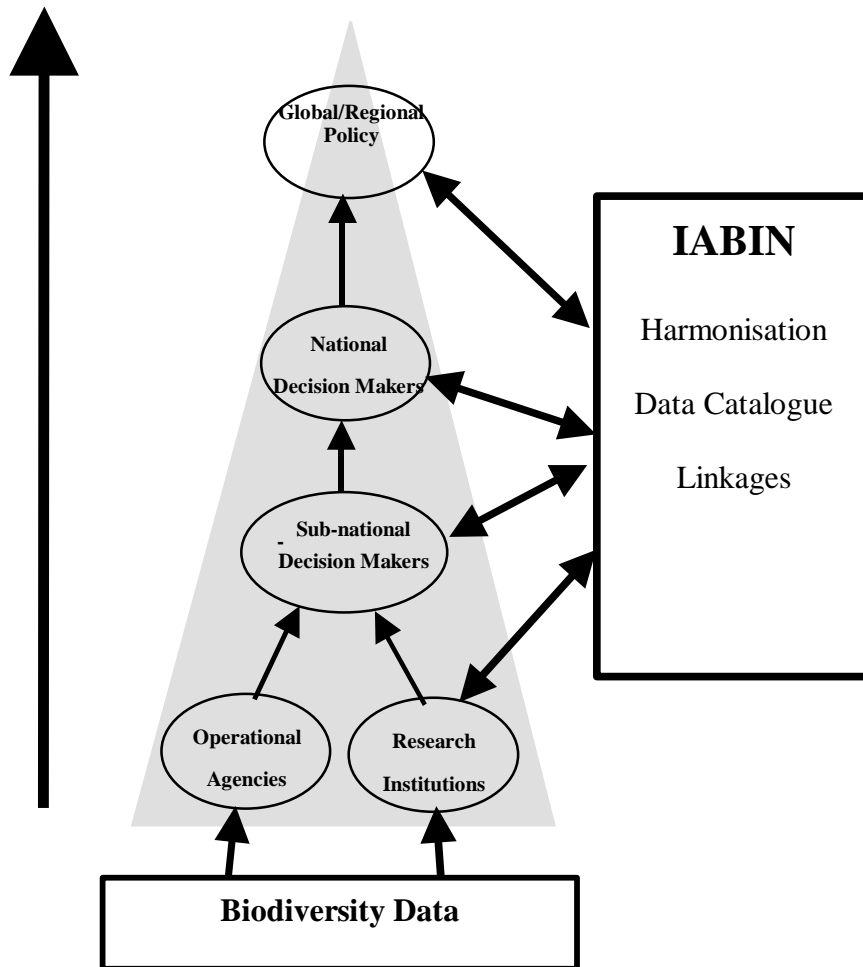 Global/Regional
Policy
IABIN
Harmonisation
Data Catalogue
Linkages
National
Decision Makers
Sub-national
- Decision Makers
Operational
Agencies
Research
Institutions
Biodiversity Data